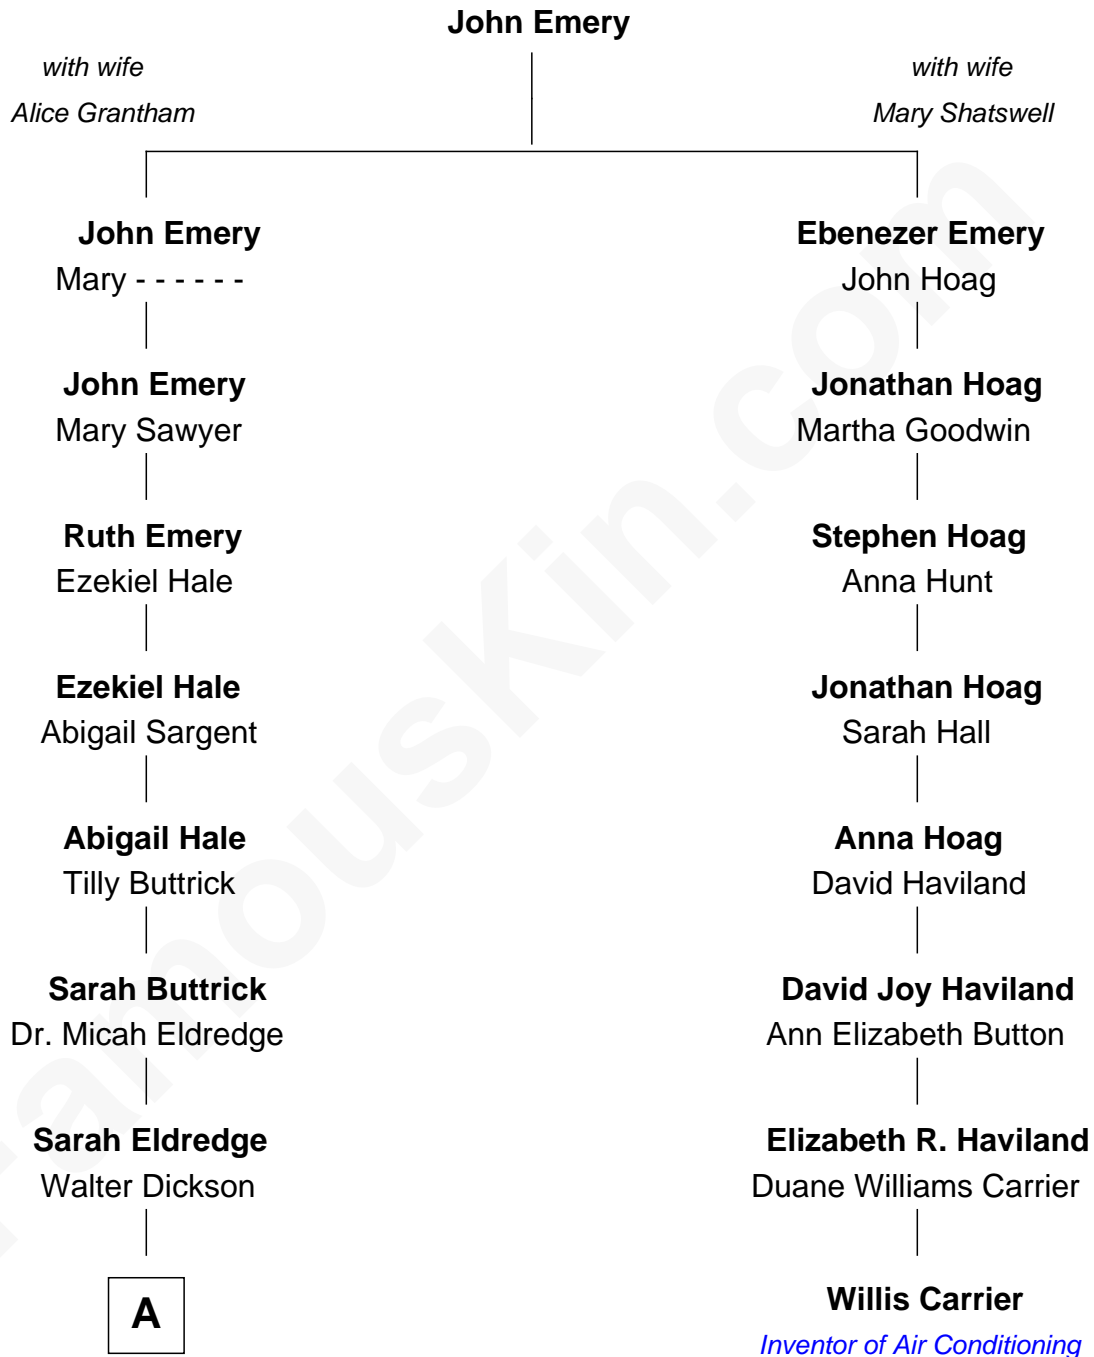 John Emery
with wife
Alice Grantham
with wife
Mary Shatswell
John Emery
Mary - - - - - -
Ebenezer Emery
John Hoag
John Emery
Mary Sawyer
Jonathan Hoag
Martha Goodwin
Ruth Emery
Ezekiel Hale
Stephen Hoag
Anna Hunt
Ezekiel Hale
Abigail Sargent
Jonathan Hoag
Sarah Hall
Abigail Hale
Tilly Buttrick
Anna Hoag
David Haviland
Sarah Buttrick
Dr. Micah Eldredge
David Joy Haviland
Ann Elizabeth Button
Sarah Eldredge
Walter Dickson
Elizabeth R. Haviland
Duane Williams Carrier
A
Willis Carrier
Inventor of Air Conditioning
FamousKin.com